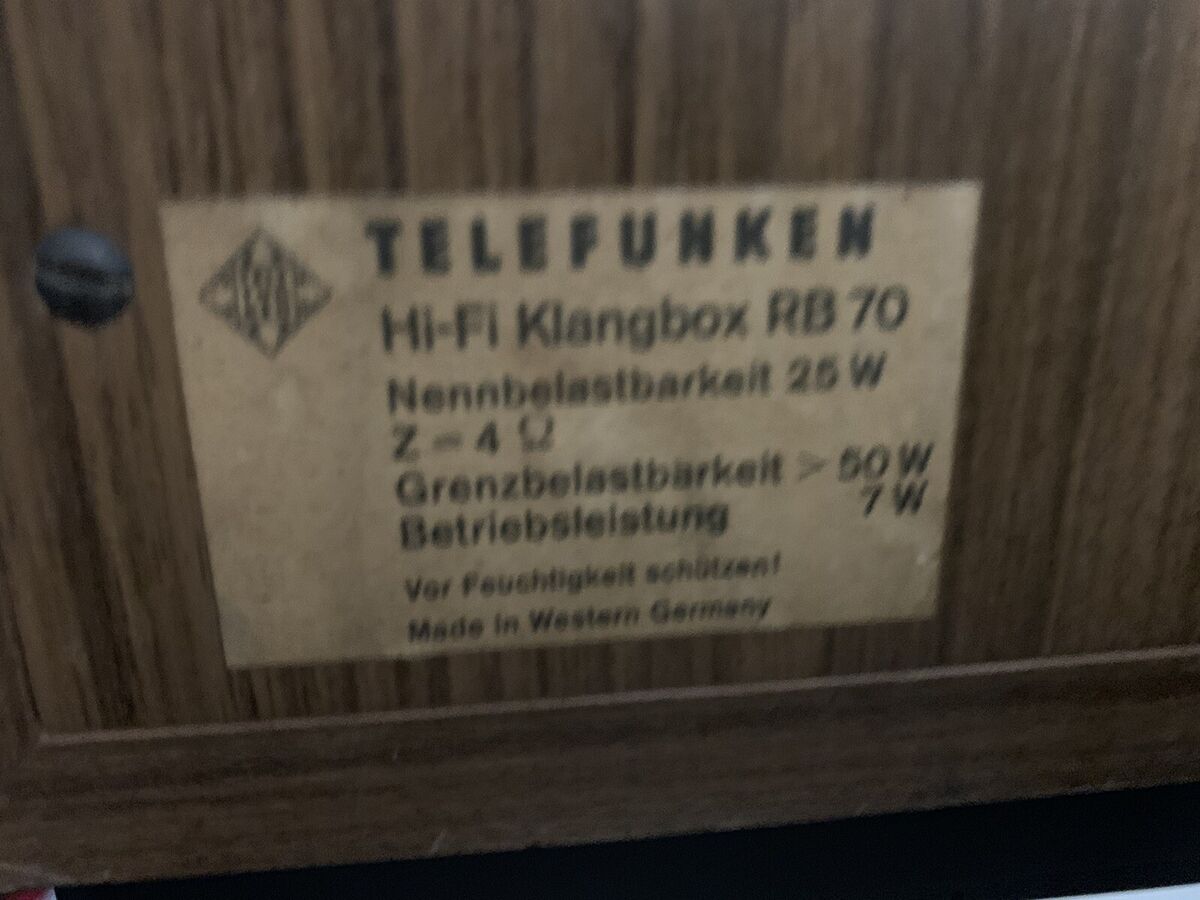 TELEFUNKEN
Hi-Fi Klangbox RB 70
Nennbelastbarkeit 25 W
Z = 4 Ω
Grenzbelastbarkeit > 50 W
Betriebsleistung 7 W
Vor Feuchtigkeit schützen!
Made in Western Germany